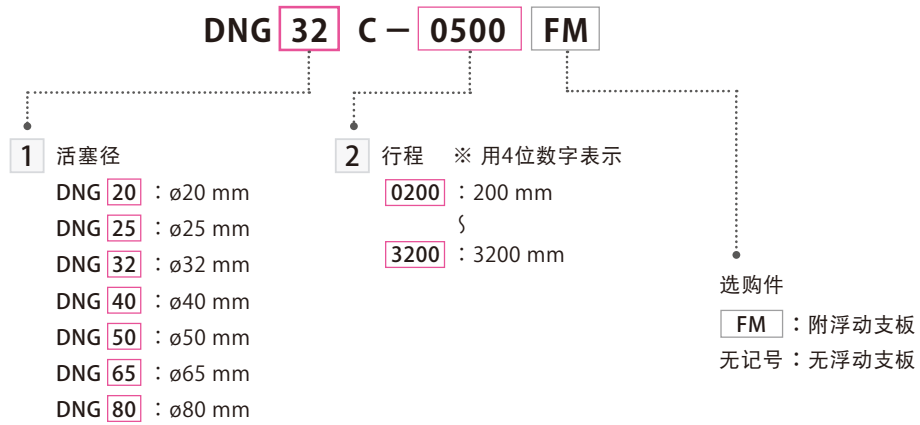 DNG 32 C － 0500 FM
1 活塞径
DNG 20 ：ø20 mm
DNG 25 ：ø25 mm
DNG 32 ：ø32 mm
DNG 40 ：ø40 mm
DNG 50 ：ø50 mm
DNG 65 ：ø65 mm
DNG 80 ：ø80 mm
2 行程 ※ 用4位数字表示
0200 ：200 mm
〜
3200 ：3200 mm
选购件
FM ：附浮动支板
无记号：无浮动支板